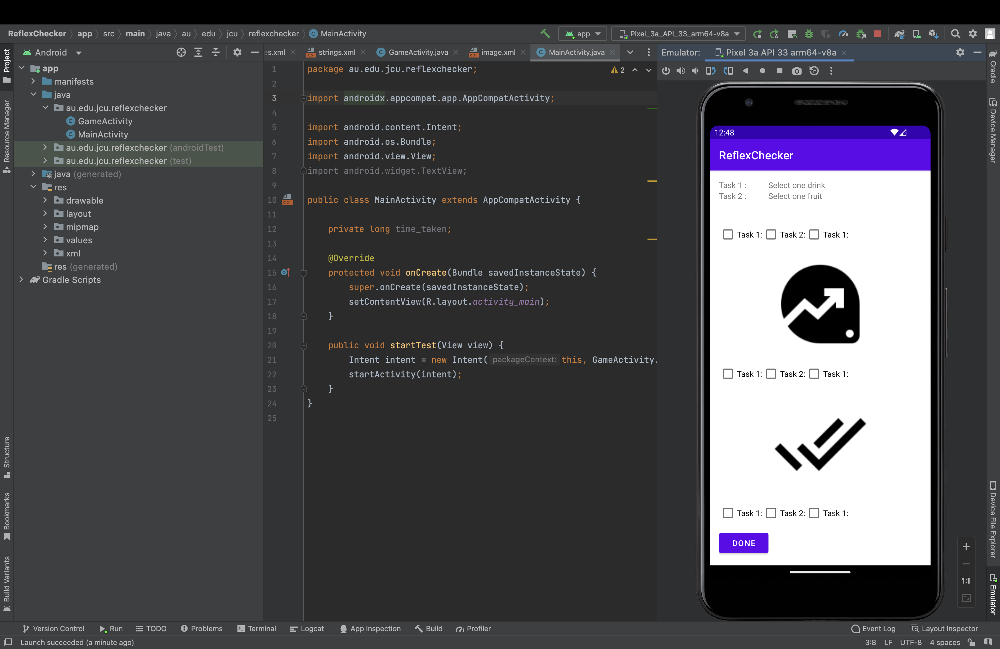 ReflexChecker app src main java au edu jcu reflexchecker MainActivity
app Pixel_3a_API_33_arm64-v8a
Project
Resource Manager
Structure
Bookmarks
Build Variants
Android
app
manifests
java
au.edu.jcu.reflexchecker
GameActivity
MainActivity
au.edu.jcu.reflexchecker (androidTest)
au.edu.jcu.reflexchecker (test)
java (generated)
res
drawable
layout
mipmap
values
xml
res (generated)
Gradle Scripts
es.xml strings.xml GameActivity.java image.xml MainActivity.java
2
1 package au.edu.jcu.reflexchecker;
2
3 import androidx.appcompat.app.AppCompatActivity;
4
5 import android.content.Intent;
6 import android.os.Bundle;
7 import android.view.View;
8 import android.widget.TextView;
9
10 public class MainActivity extends AppCompatActivity {
11
12 private long time_taken;
13
14 @Override
15 protected void onCreate(Bundle savedInstanceState) {
16 super.onCreate(savedInstanceState);
17 setContentView(R.layout.activity_main);
18 }
19
20 public void startTest(View view) {
21 Intent intent = new Intent( packageContext: this, GameActivity.
22 startActivity(intent);
23 }
24 }
25
Emulator: Pixel 3a API 33 arm64-v8a
12:48
ReflexChecker
Task 1 : Select one drink
Task 2 : Select one fruit
Task 1: Task 2: Task 1:
Task 1: Task 2: Task 1:
Task 1: Task 2: Task 1:
DONE
1:1
Gradle
Device Manager
Device File Explorer
Emulator
Version Control Run TODO Problems Terminal Logcat App Inspection Build Profiler Event Log Layout Inspector
Launch succeeded (a minute ago) 3:8 LF UTF-8 4 spaces